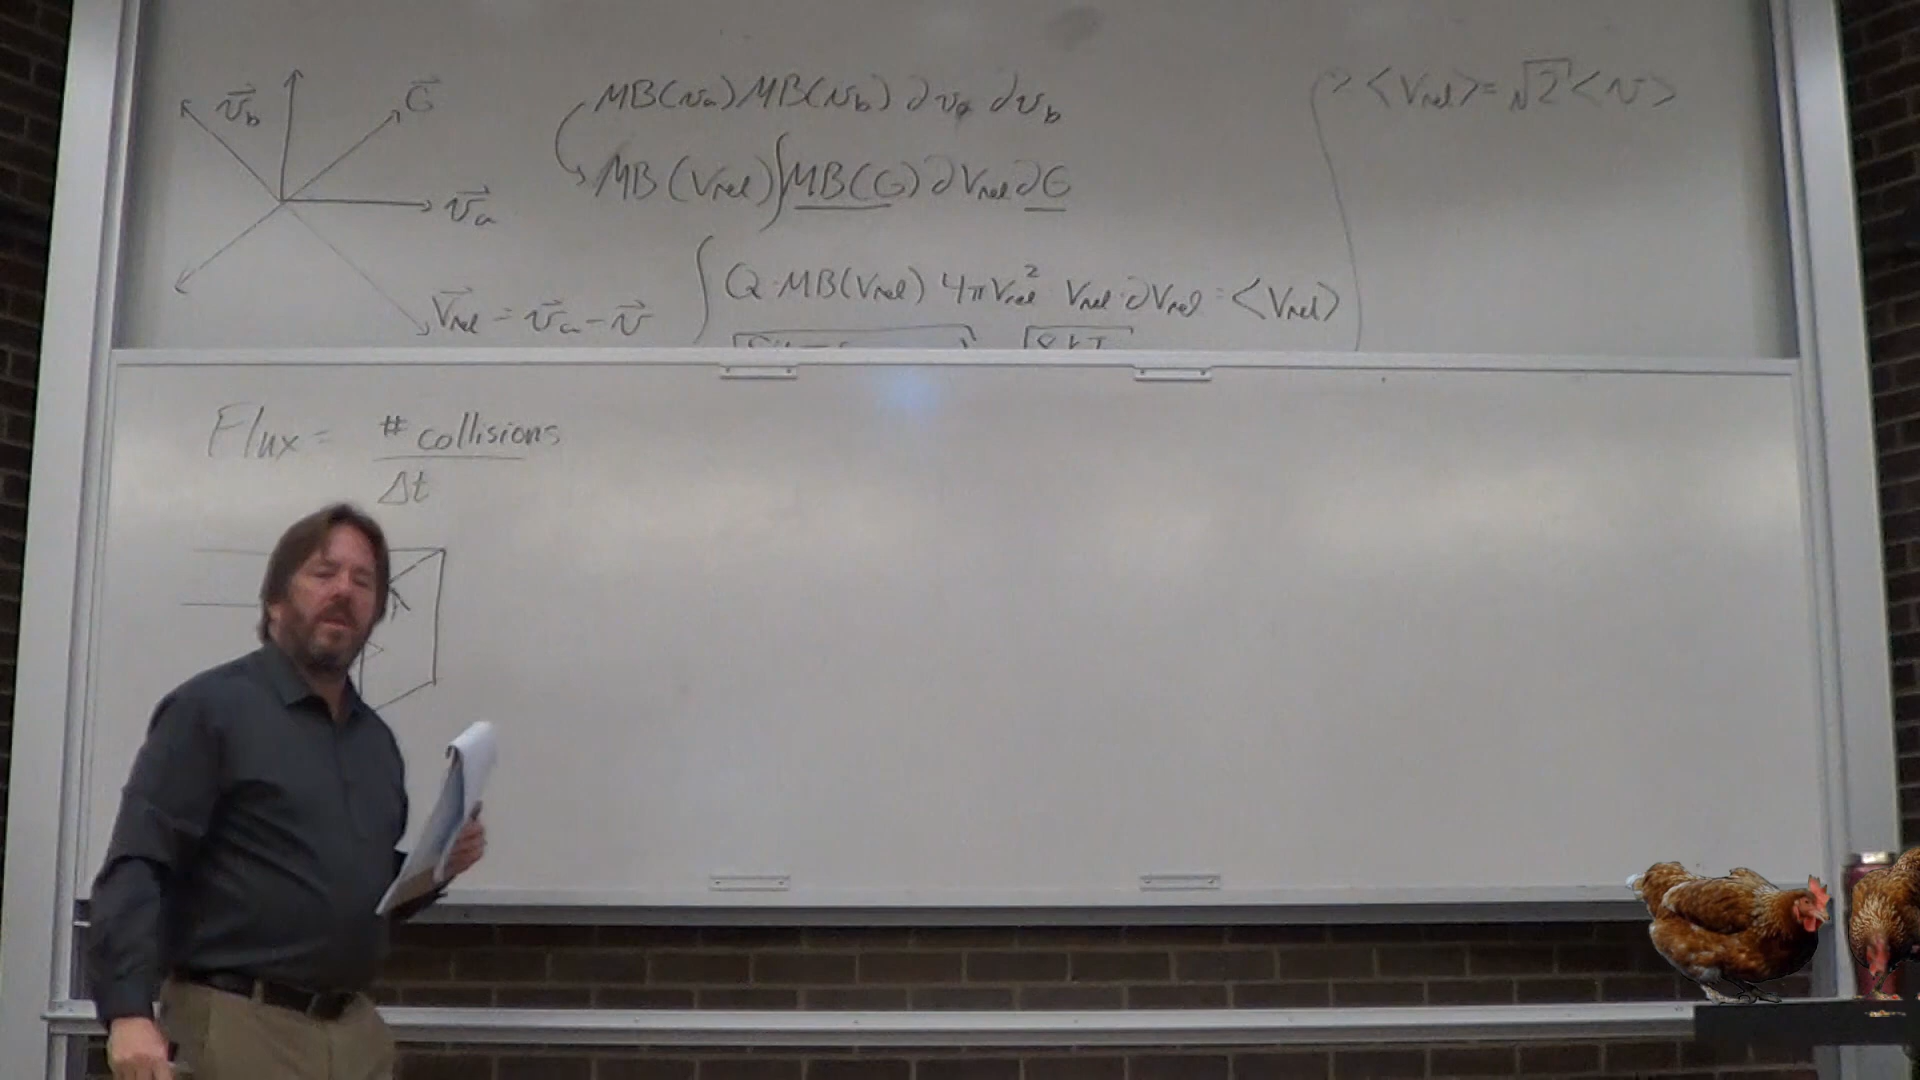 v⃗b G⃗ v⃗a
MB(va) MB(vb) ∂va ∂vb
MB(Vrel)∫MB(G) ∂Vrel ∂G
V⃗rel = v⃗a - v⃗
∫ Q·MB(Vrel) 4πVrel² Vrel·∂Vrel = <Vrel>
<Vrel> = √2 <v>
Flux = # collisions
Δt